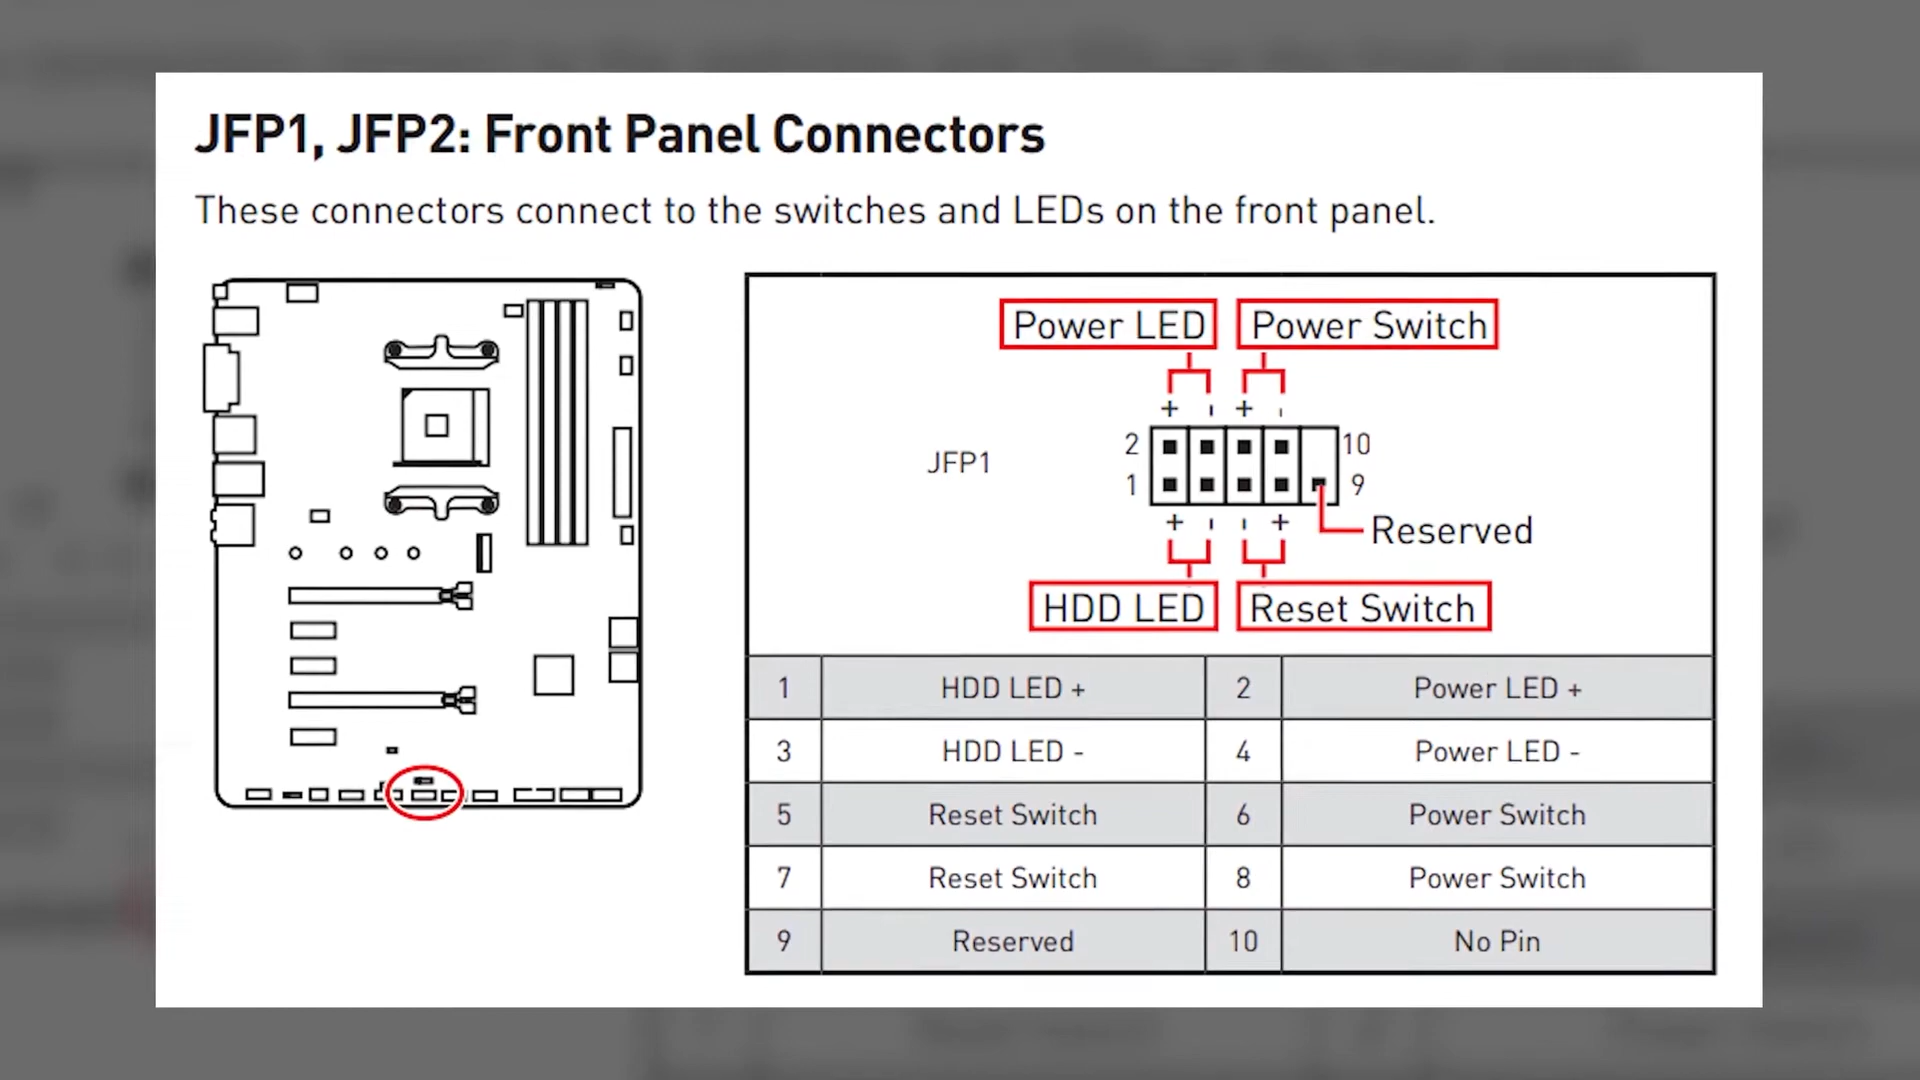 JFP1, JFP2: Front Panel Connectors
These connectors connect to the switches and LEDs on the front panel.
Power LED Power Switch
+ - + -
2 10
JFP1
1 9
+ - - +
Reserved
HDD LED Reset Switch
1 HDD LED + 2 Power LED +
3 HDD LED - 4 Power LED -
5 Reset Switch 6 Power Switch
7 Reset Switch 8 Power Switch
9 Reserved 10 No Pin